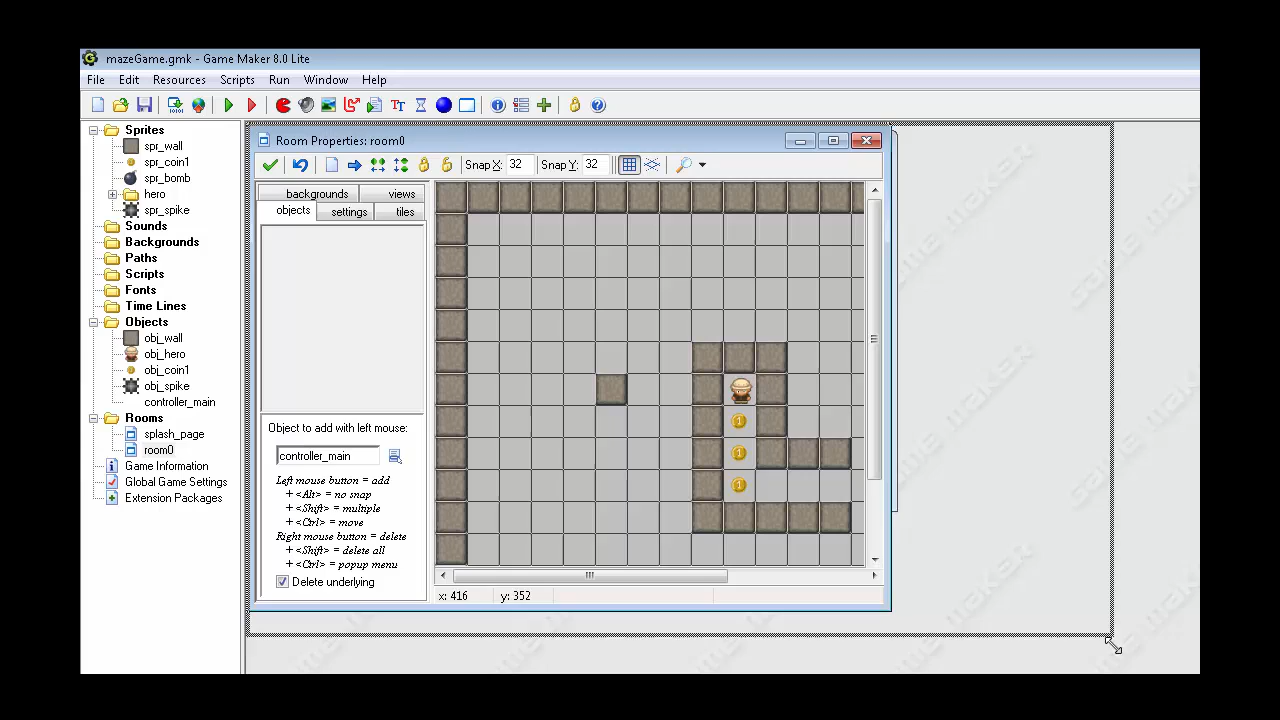 mazeGame.gmk - Game Maker 8.0 Lite
File Edit Resources Scripts Run Window Help
Sprites
spr_wall
spr_coin1
spr_bomb
hero
spr_spike
Sounds
Backgrounds
Paths
Scripts
Fonts
Time Lines
Objects
obj_wall
obj_hero
obj_coin1
obj_spike
controller_main
Rooms
splash_page
room0
Game Information
Global Game Settings
Extension Packages
Room Properties: room0
Snap X: 32 Snap Y: 32
backgrounds views
objects settings tiles
Object to add with left mouse:
controller_main
Left mouse button = add
+ <Alt> = no snap
+ <Shift> = multiple
+ <Ctrl> = move
Right mouse button = delete
+ <Shift> = delete all
+ <Ctrl> = popup menu
Delete underlying
x: 416 y: 352